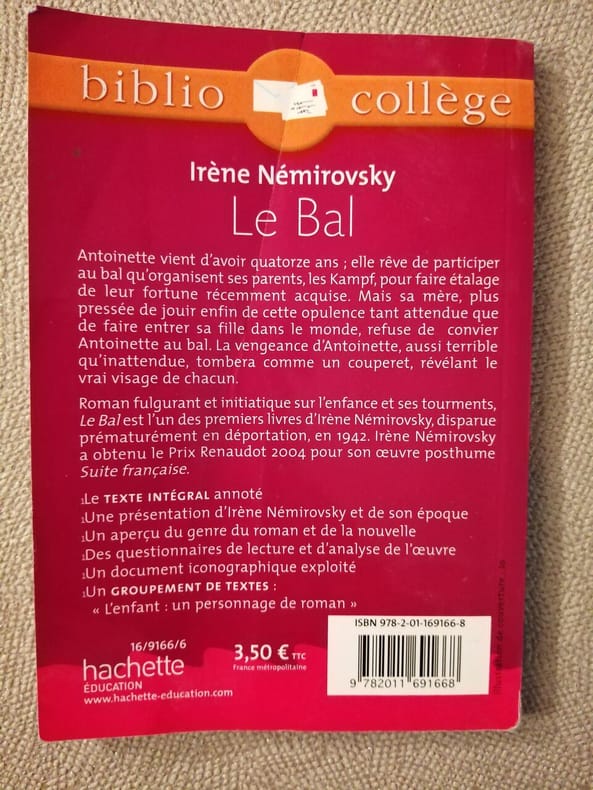 biblio collège
Irène Némirovsky
Le Bal
Antoinette vient d'avoir quatorze ans ; elle rêve de participer
au bal qu'organisent ses parents, les Kampf, pour faire étalage
de leur fortune récemment acquise. Mais sa mère, plus
pressée de jouir enfin de cette opulence tant attendue que
de faire entrer sa fille dans le monde, refuse de convier
Antoinette au bal. La vengeance d'Antoinette, aussi terrible
qu'inattendue, tombera comme un couperet, révélant le
vrai visage de chacun.
Roman fulgurant et initiatique sur l'enfance et ses tourments,
Le Bal est l'un des premiers livres d'Irène Némirovsky, disparue
prématurément en déportation, en 1942. Irène Némirovsky
a obtenu le Prix Renaudot 2004 pour son œuvre posthume
Suite française.
Le TEXTE INTÉGRAL annoté
Une présentation d'Irène Némirovsky et de son époque
Un aperçu du genre du roman et de la nouvelle
Des questionnaires de lecture et d'analyse de l'œuvre
Un document iconographique exploité
Un GROUPEMENT DE TEXTES :
« L'enfant : un personnage de roman »
16/9166/6
hachette
ÉDUCATION
www.hachette-education.com
3,50 € TTC
France métropolitaine
ISBN 978-2-01-169166-8
9 782011 691668
Illustration de couverture :